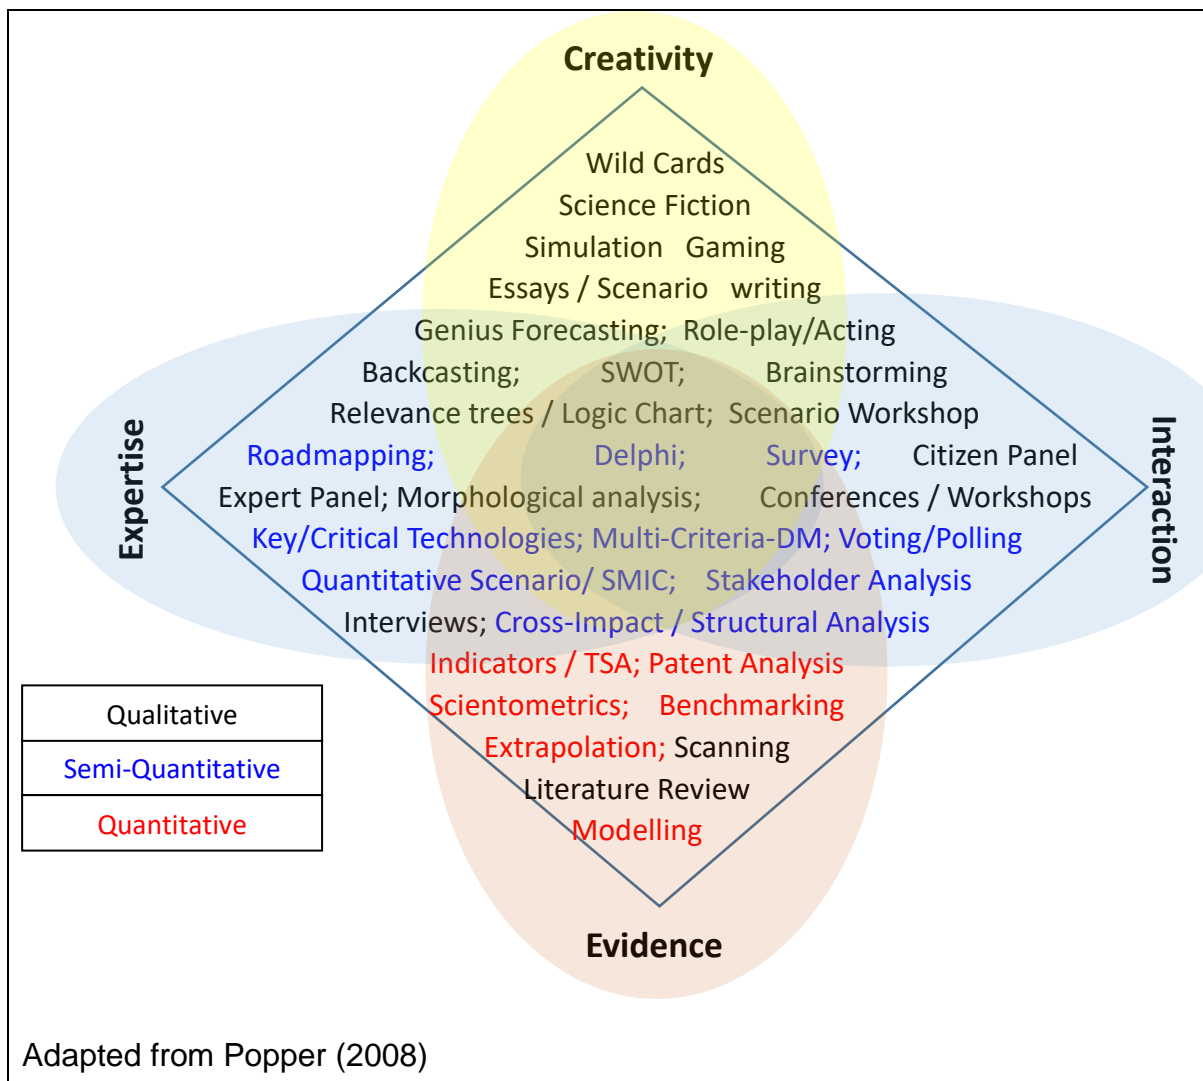 Creativity
Wild Cards
Science Fiction
Simulation Gaming
Essays / Scenario writing
Genius Forecasting; Role-play/Acting
Backcasting; SWOT; Brainstorming
Relevance trees / Logic Chart; Scenario Workshop
Roadmapping; Delphi; Survey; Citizen Panel
Expert Panel; Morphological analysis; Conferences / Workshops
Key/Critical Technologies; Multi-Criteria-DM; Voting/Polling
Quantitative Scenario/ SMIC; Stakeholder Analysis
Interviews; Cross-Impact / Structural Analysis
Indicators / TSA; Patent Analysis
Scientometrics; Benchmarking
Extrapolation; Scanning
Literature Review
Modelling
Expertise
Interaction
Evidence
Qualitative
Semi-Quantitative
Quantitative
Adapted from Popper (2008)